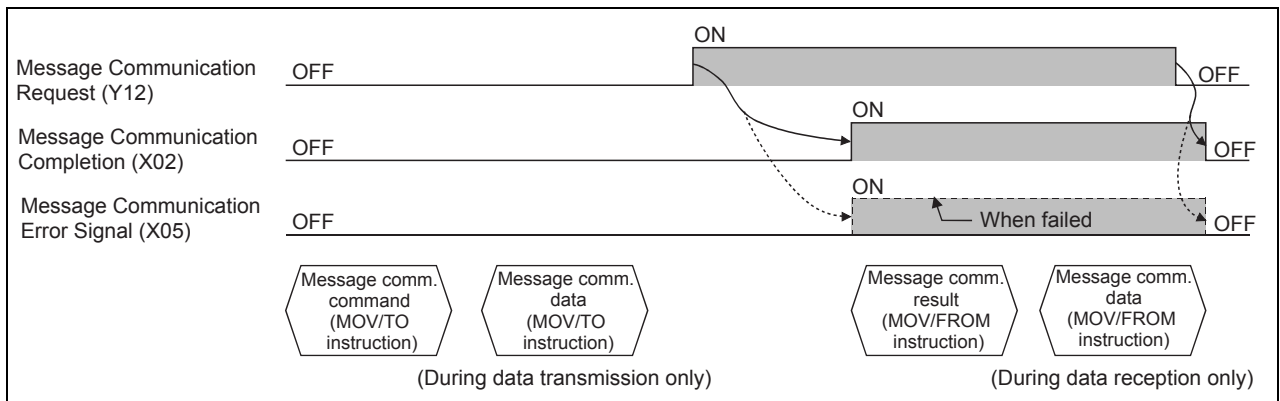 ON
Message Communication
Request (Y12)
OFF
OFF
ON
Message Communication
Completion (X02)
OFF
OFF
ON
Message Communication
Error Signal (X05)
OFF
When failed
OFF
Message comm.
command
(MOV/TO
instruction)
Message comm.
data
(MOV/TO
instruction)
Message comm.
result
(MOV/FROM
instruction)
Message comm.
data
(MOV/FROM
instruction)
(During data transmission only)
(During data reception only)